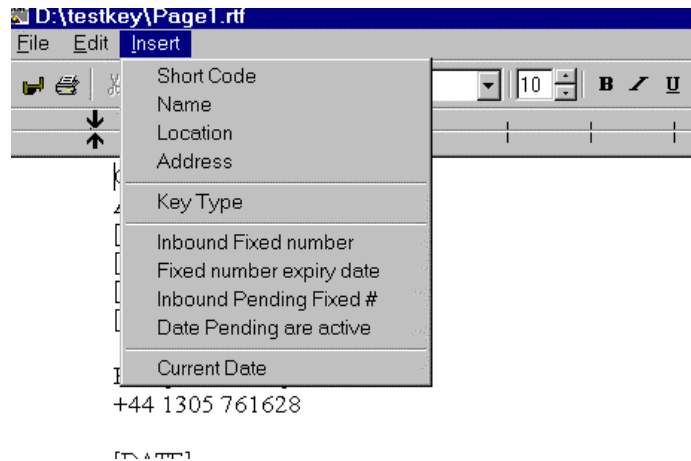 D:\testkey\Page1.rtf
File Edit Insert
10 B I U
Short Code
Name
Location
Address
Key Type
Inbound Fixed number
Fixed number expiry date
Inbound Pending Fixed #
Date Pending are active
Current Date
+44 1305 761628
[DATE]